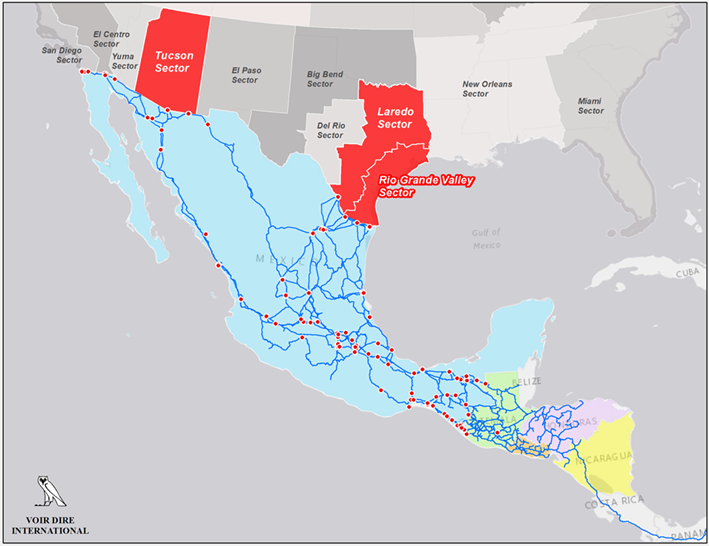 El Centro
Sector
San Diego
Sector
Yuma
Sector
Tucson
Sector
El Paso
Sector
Big Bend
Sector
Del Rio
Sector
Laredo
Sector
New Orleans
Sector
Miami
Sector
Rio Grande Valley
Sector
Gulf of
Mexico
CUBA
BELIZE
NICARAGUA
COSTA RICA
PANAM
VOIR DIRE
INTERNATIONAL